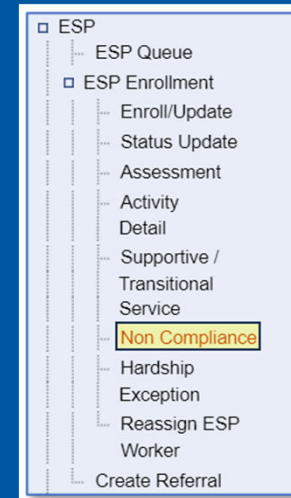 ESP
ESP Queue
ESP Enrollment
Enroll/Update
Status Update
Assessment
Activity
Detail
Supportive /
Transitional
Service
Non Compliance
Hardship
Exception
Reassign ESP
Worker
Create Referral